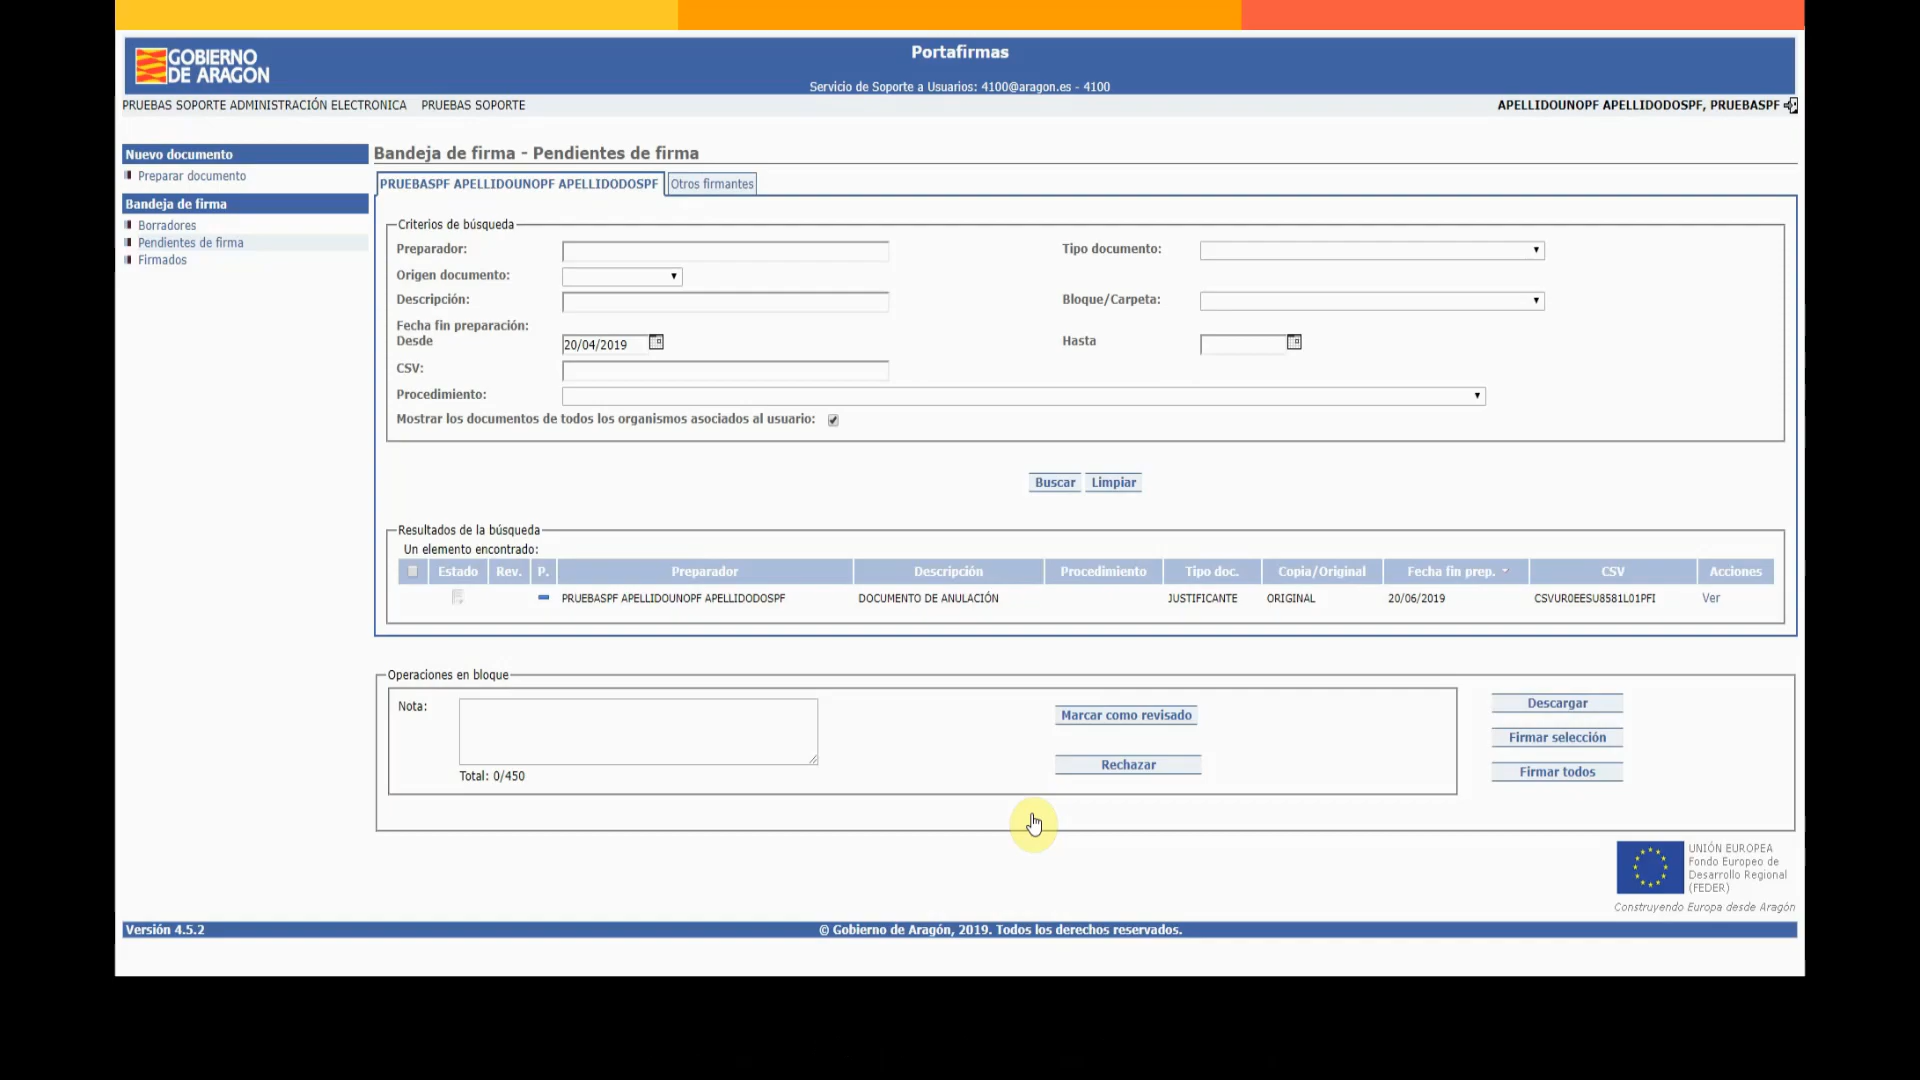 GOBIERNO
DE ARAGON
Portafirmas
Servicio de Soporte a Usuarios: 4100@aragon.es - 4100
PRUEBAS SOPORTE ADMINISTRACIÓN ELECTRONICA PRUEBAS SOPORTE
APELLIDOUNOPF APELLIDODOSPF, PRUEBASPF
Nuevo documento
Preparar documento
Bandeja de firma
Borradores
Pendientes de firma
Firmados
Bandeja de firma - Pendientes de firma
PRUEBASPF APELLIDOUNOPF APELLIDODOSPF Otros firmantes
Criterios de búsqueda
Preparador: Tipo documento:
Origen documento:
Descripción: Bloque/Carpeta:
Fecha fin preparación:
Desde 20/04/2019 Hasta
CSV:
Procedimiento:
Mostrar los documentos de todos los organismos asociados al usuario:
Buscar Limpiar
Resultados de la búsqueda
Un elemento encontrado:
Estado Rev. P. Preparador Descripción Procedimiento Tipo doc. Copia/Original Fecha fin prep. CSV Acciones
PRUEBASPF APELLIDOUNOPF APELLIDODOSPF DOCUMENTO DE ANULACIÓN JUSTIFICANTE ORIGINAL 20/06/2019 CSVUR0EESU8581L01PFI Ver
Operaciones en bloque
Nota:
Total: 0/450
Marcar como revisado
Rechazar
Descargar
Firmar selección
Firmar todos
UNIÓN EUROPEA
Fondo Europeo de
Desarrollo Regional
(FEDER)
Construyendo Europa desde Aragón
Versión 4.5.2
© Gobierno de Aragón, 2019. Todos los derechos reservados.